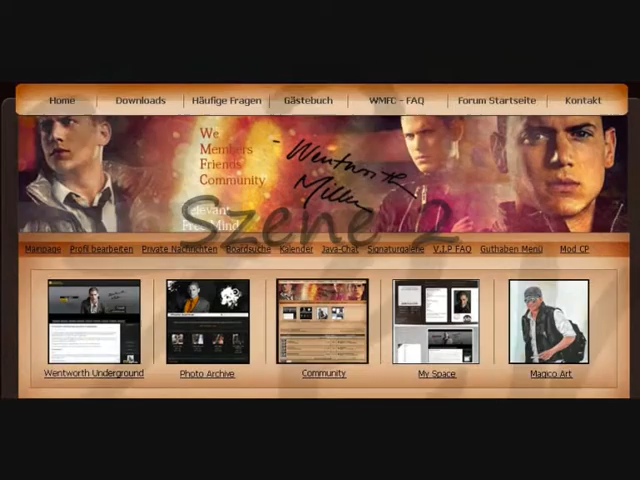 Home Downloads Häufige Fragen Gästebuch WMFC - FAQ Forum Startseite Kontakt
We
Members
Friends
Community
Wentworth
Miller
Relevant
Szene 2
Mainpage Profil bearbeiten Private Nachrichten Boardsuche Kalender Java-Chat Signaturgalerie V.I.P FAQ Guthaben Menü Mod CP
Wentworth Underground Photo Archive Community My Space Magico Art